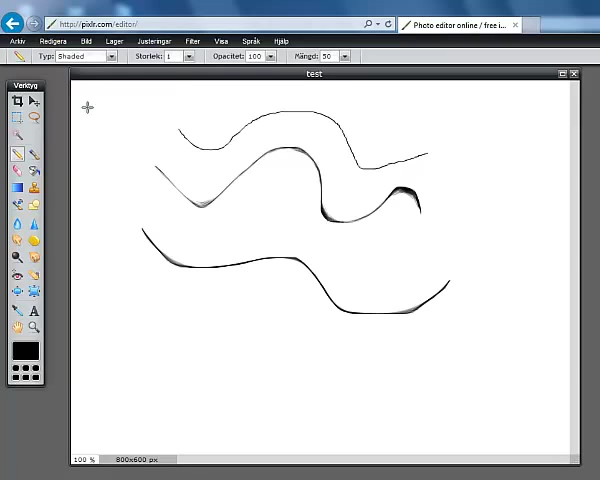 http://pixlr.com/editor/
Photo editor online / free i...
Arkiv Redigera Bild Lager Justeringar Filter Visa Språk Hjälp
Typ: Shaded Storlek: 1 Opacitet: 100 Mängd: 50
test
Verktyg
A
100 % 800x600 px